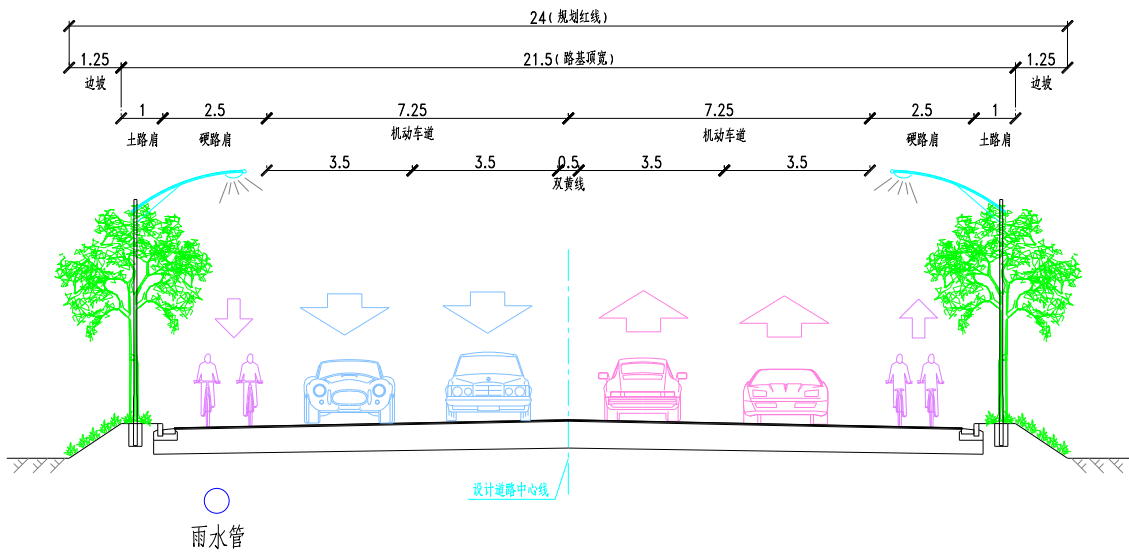 24(规划红线)
1.25 21.5(路基顶宽) 1.25
边坡 边坡
1 2.5 7.25 7.25 2.5 1
土路肩 硬路肩 机动车道 机动车道 硬路肩 土路肩
3.5 3.5 0.5 3.5 3.5
双黄线
设计道路中心线
雨水管